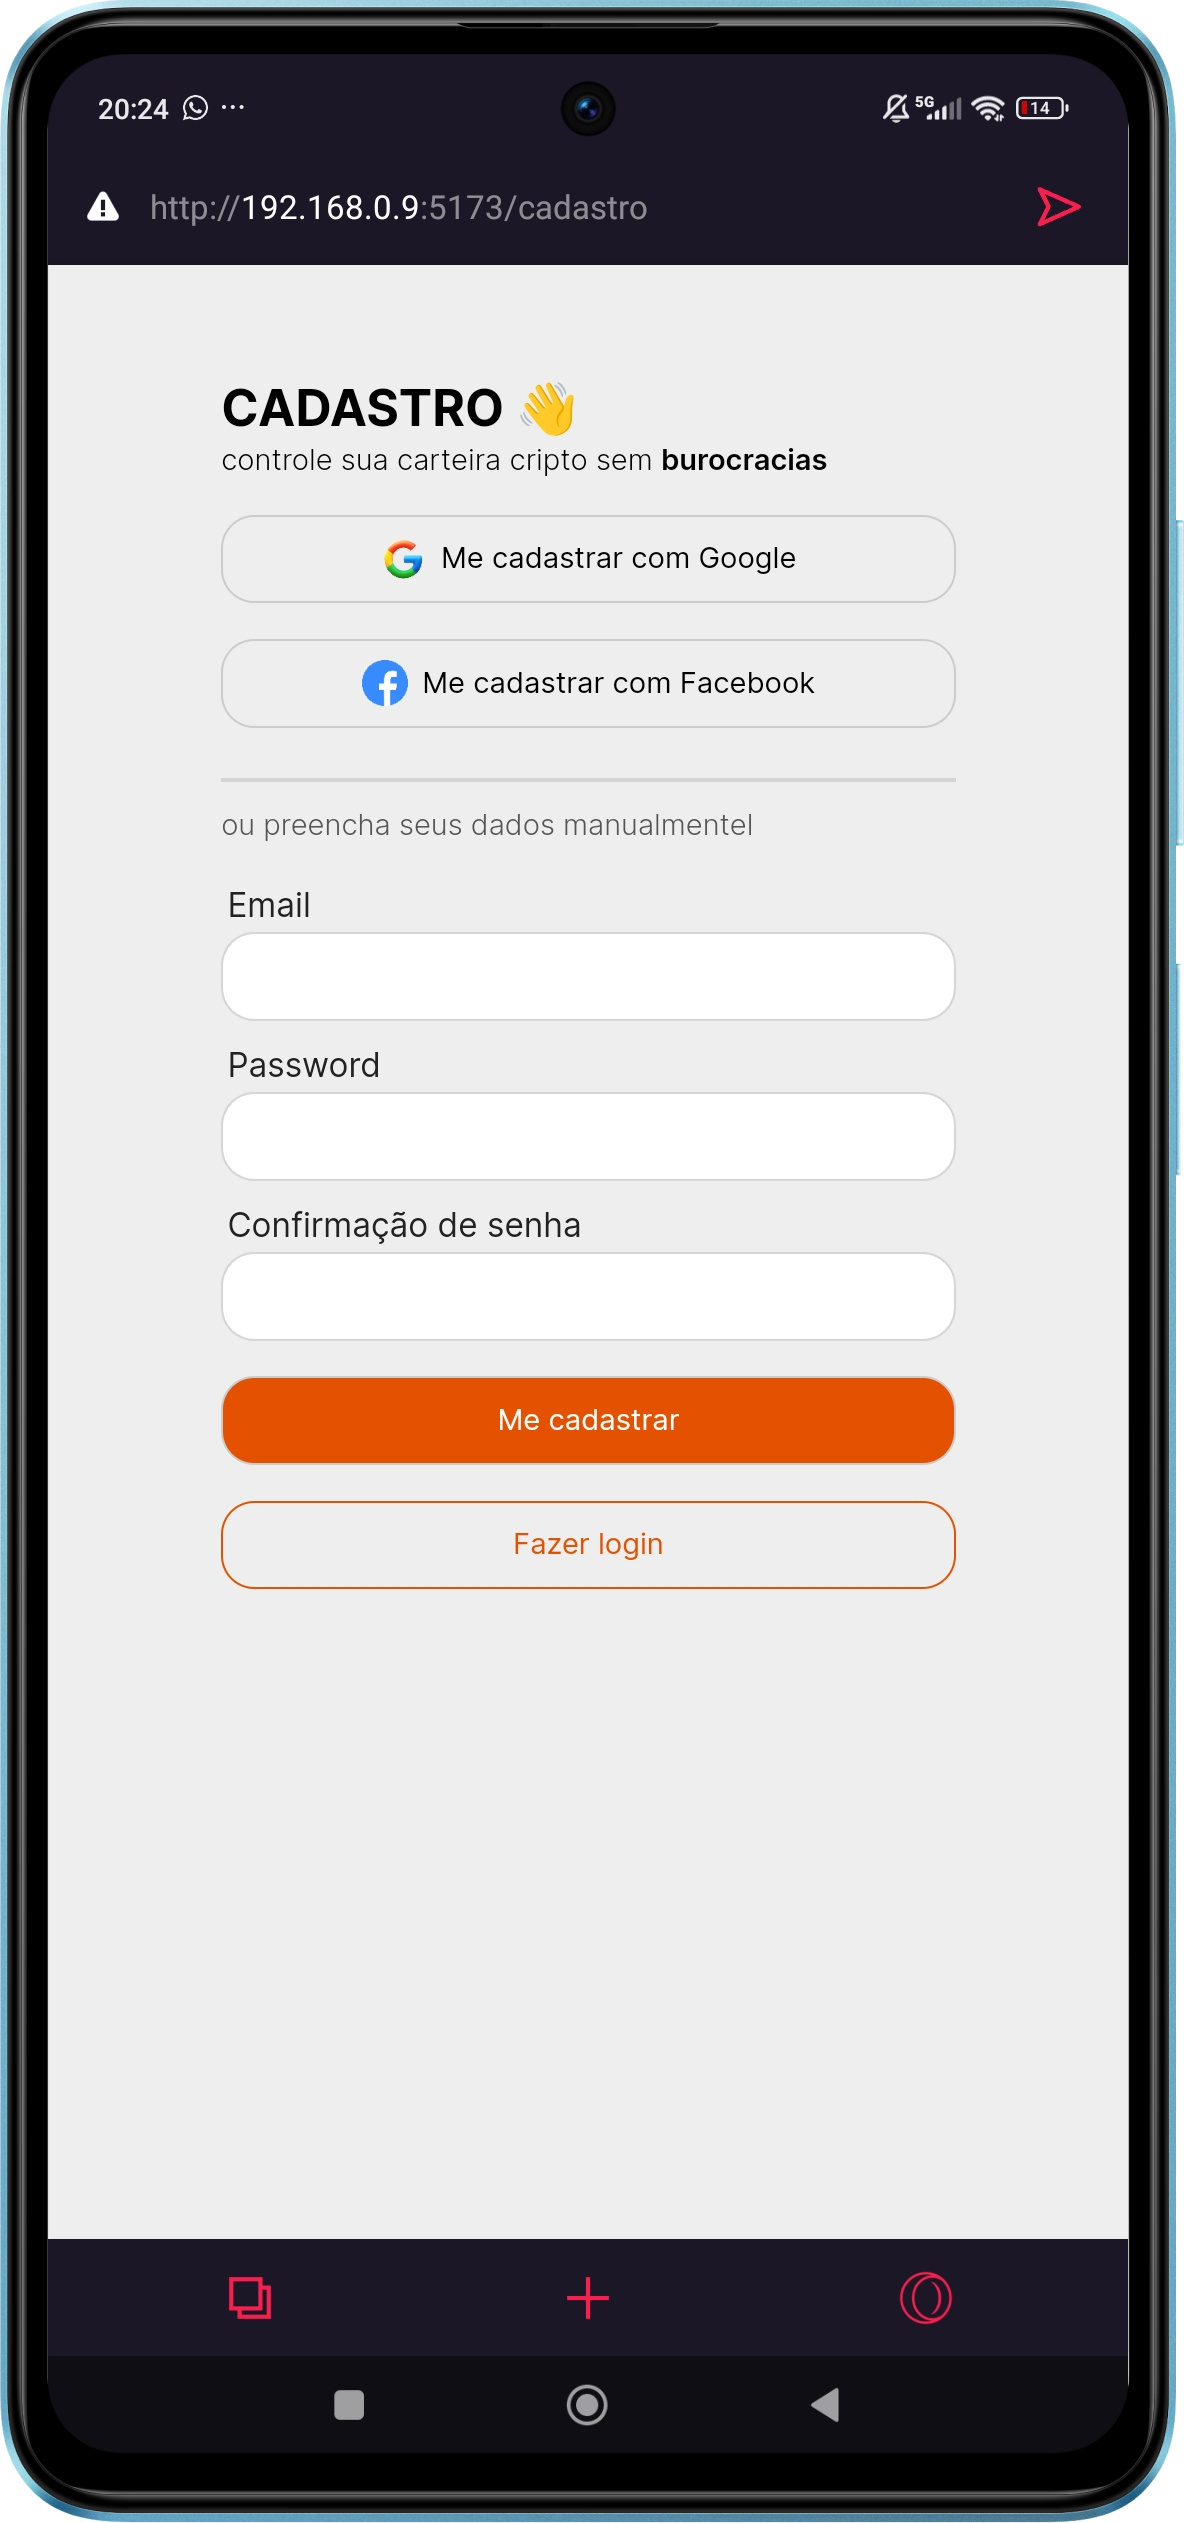 20:24
5G
14
http://192.168.0.9:5173/cadastro
CADASTRO 👋
controle sua carteira cripto sem burocracias
Me cadastrar com Google
Me cadastrar com Facebook
ou preencha seus dados manualmentel
Email
Password
Confirmação de senha
Me cadastrar
Fazer login